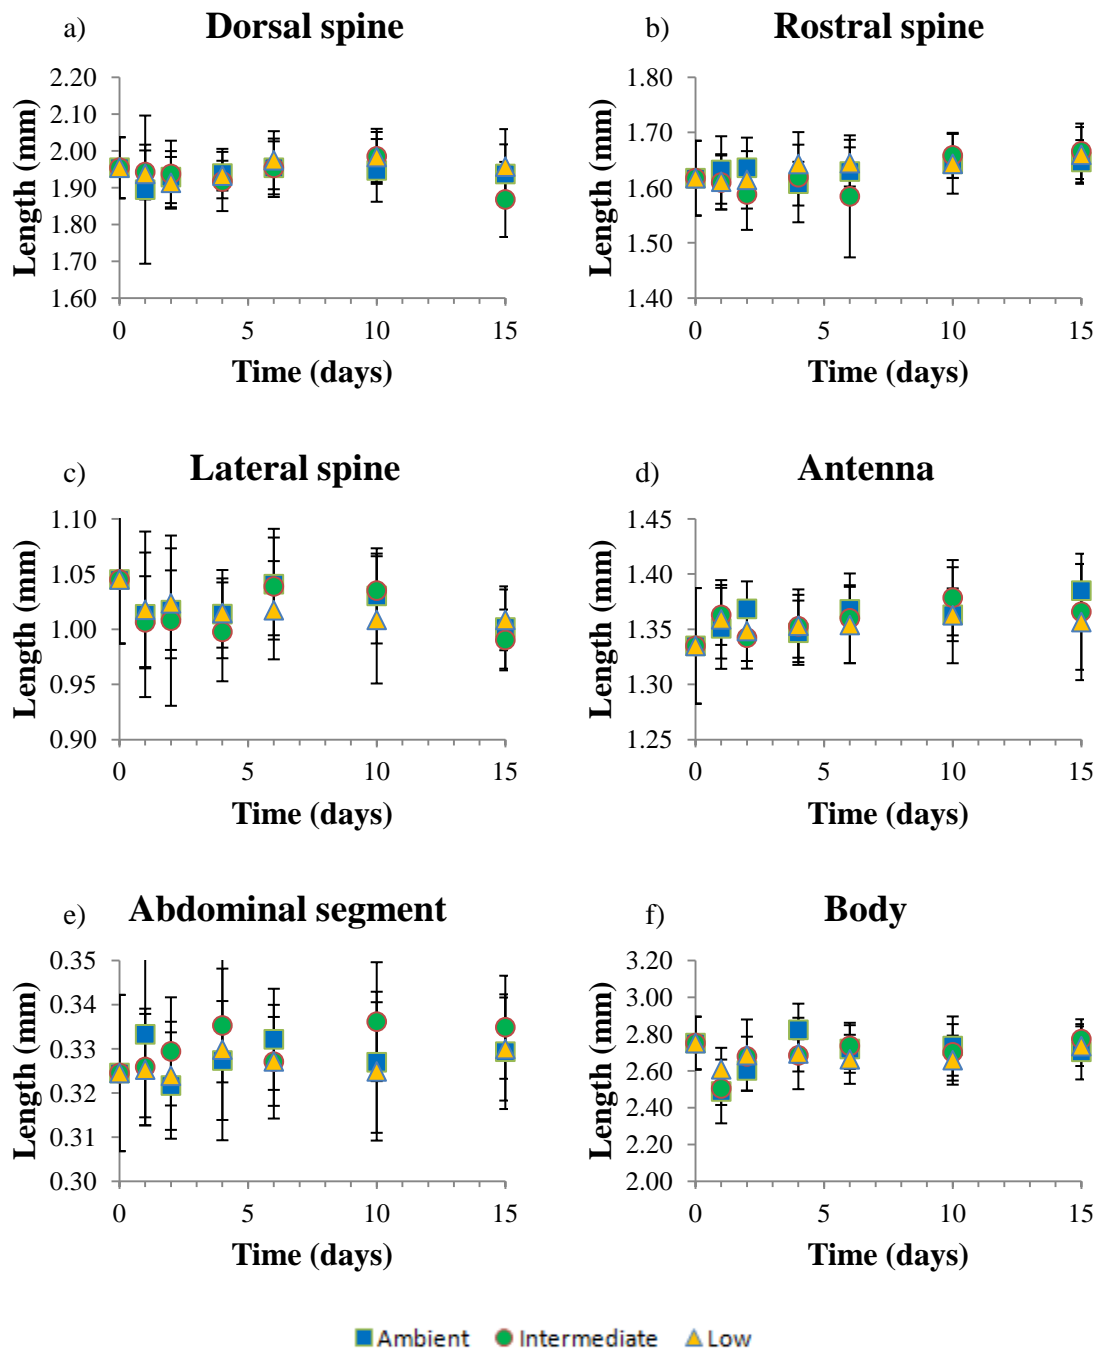 a) Dorsal spine
2.20
2.10
2.00
1.90
1.80
1.70
1.60
Length (mm)
0 5 10 15
Time (days)
b) Rostral spine
1.80
1.70
1.60
1.50
1.40
Length (mm)
0 5 10 15
Time (days)
c) Lateral spine
1.10
1.05
1.00
0.95
0.90
Length (mm)
0 5 10 15
Time (days)
d) Antenna
1.45
1.40
1.35
1.30
1.25
Length (mm)
0 5 10 15
Time (days)
e) Abdominal segment
0.35
0.34
0.33
0.32
0.31
0.30
Length (mm)
0 5 10 15
Time (days)
f) Body
3.20
3.00
2.80
2.60
2.40
2.20
2.00
Length (mm)
0 5 10 15
Time (days)
Ambient Intermediate Low